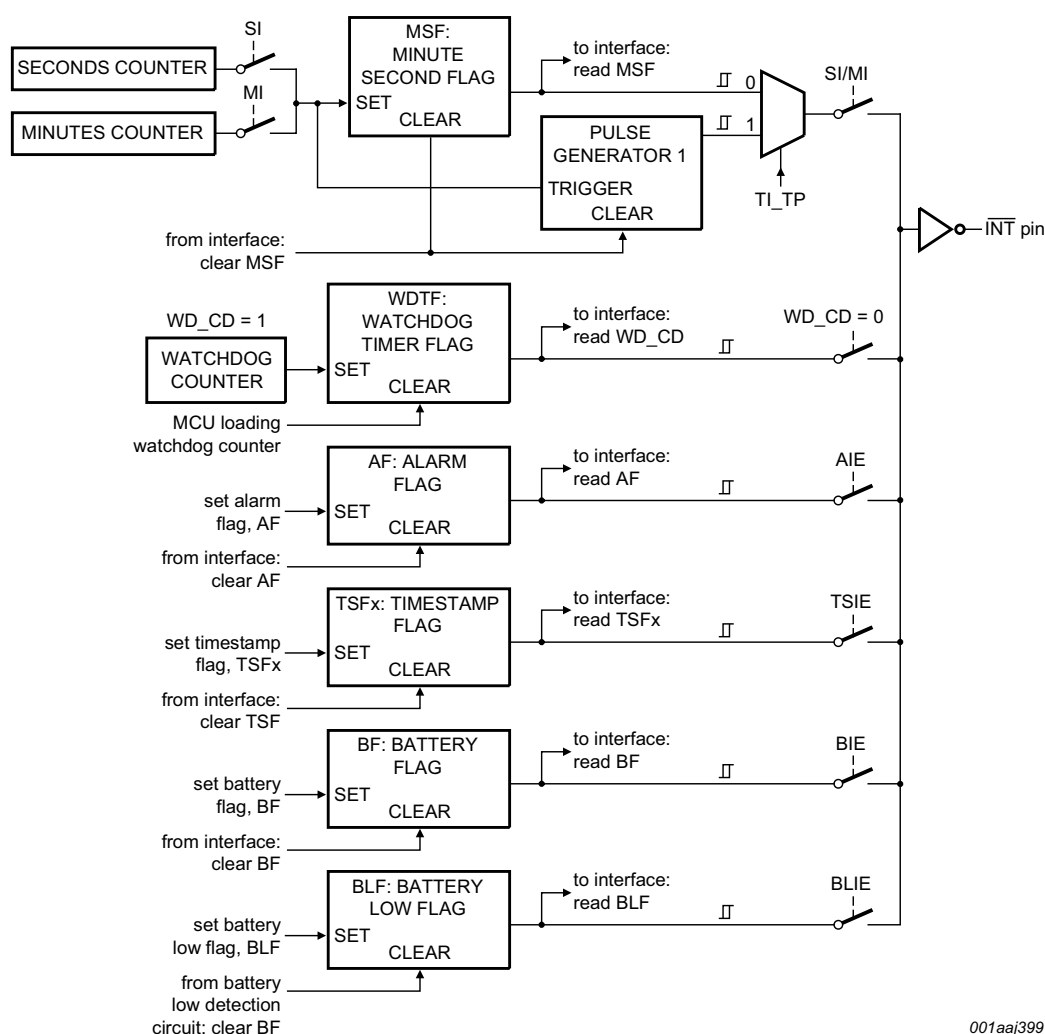 SI
SECONDS COUNTER
MI
MINUTES COUNTER
MSF:
MINUTE
SECOND FLAG
SET
CLEAR
to interface:
read MSF
0
1
SI/MI
PULSE
GENERATOR 1
TRIGGER
CLEAR
TI_TP
INT pin
from interface:
clear MSF
WD_CD = 1
WATCHDOG
COUNTER
WDTF:
WATCHDOG
TIMER FLAG
SET
CLEAR
to interface:
read WD_CD
WD_CD = 0
MCU loading
watchdog counter
AF: ALARM
FLAG
SET
CLEAR
to interface:
read AF
AIE
set alarm
flag, AF
from interface:
clear AF
TSFx: TIMESTAMP
FLAG
SET
CLEAR
to interface:
read TSFx
TSIE
set timestamp
flag, TSFx
from interface:
clear TSF
BF: BATTERY
FLAG
SET
CLEAR
to interface:
read BF
BIE
set battery
flag, BF
from interface:
clear BF
BLF: BATTERY
LOW FLAG
SET
CLEAR
to interface:
read BLF
BLIE
set battery
low flag, BLF
from battery
low detection
circuit: clear BF
001aaj399